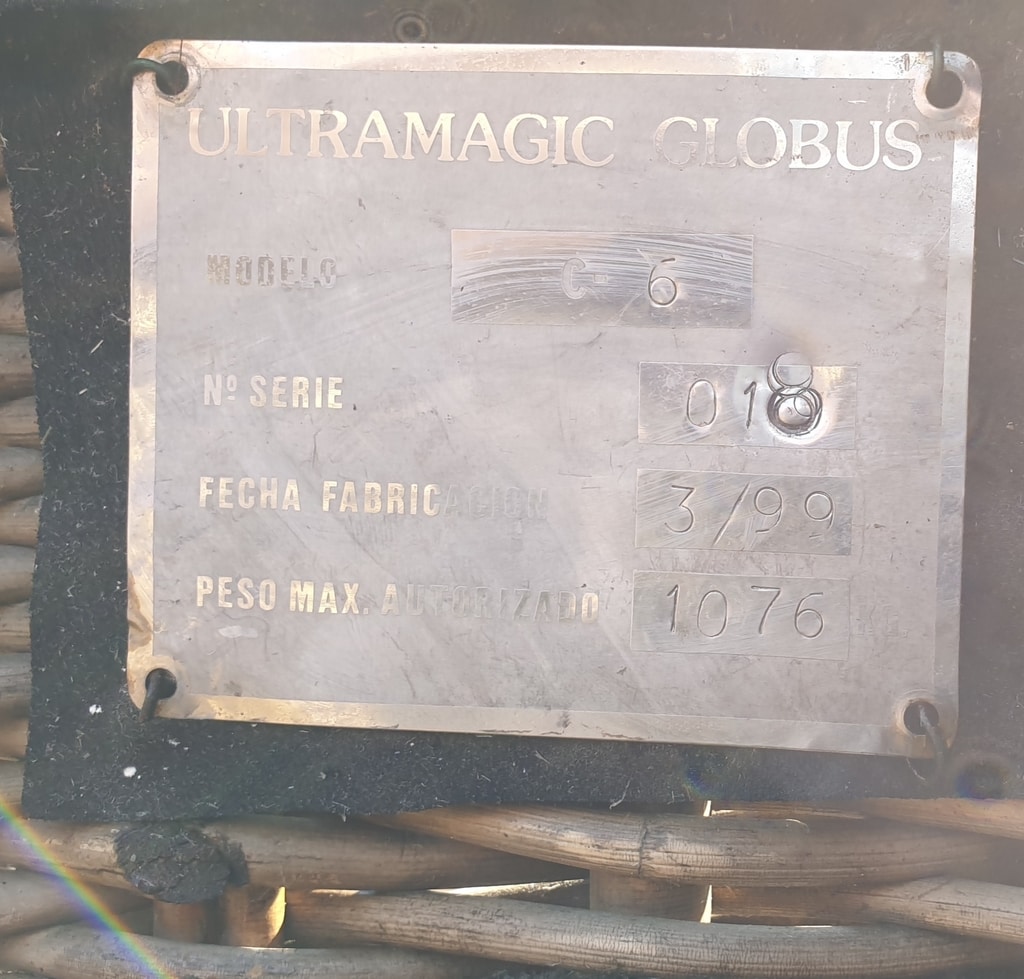 ULTRAMAGIC GLOBUS
MODELO C- 6
Nº SERIE 018
FECHA FABRICACION 3/99
PESO MAX. AUTORIZADO 1076